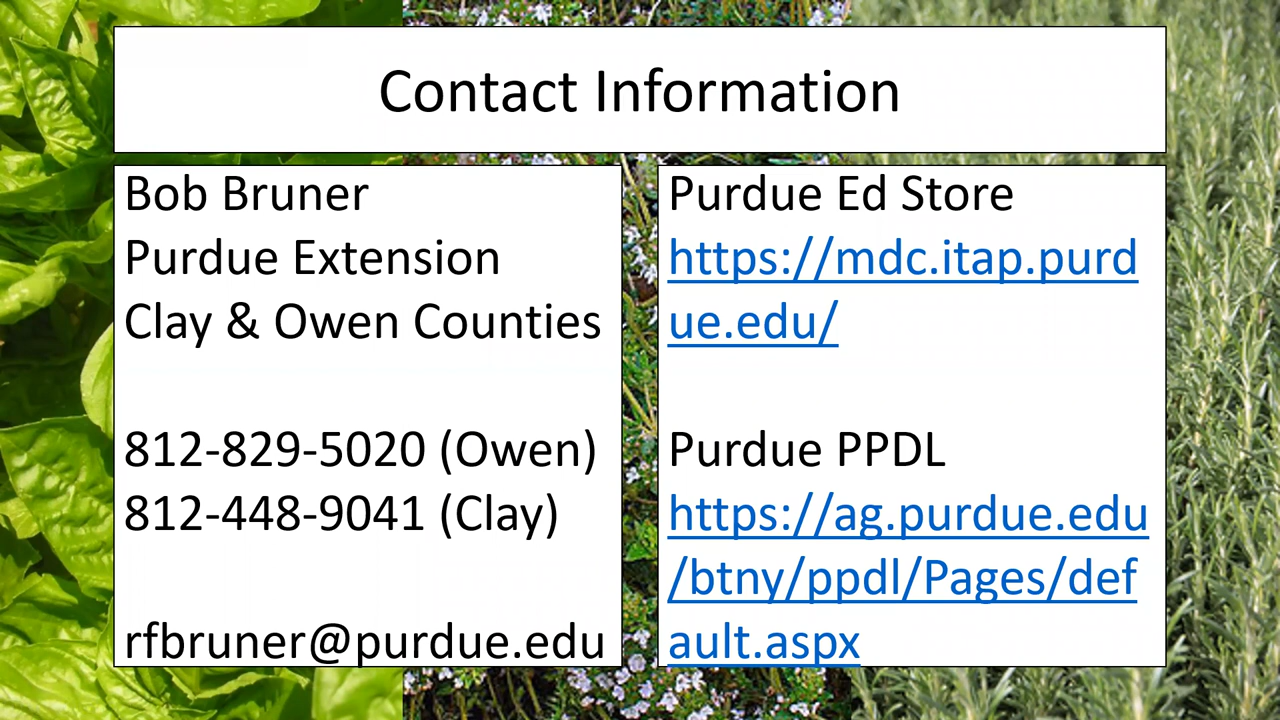 Contact Information
Bob Bruner
Purdue Extension
Clay & Owen Counties
812-829-5020 (Owen)
812-448-9041 (Clay)
rfbruner@purdue.edu
Purdue Ed Store
https://mdc.itap.purd
ue.edu/
Purdue PPDL
https://ag.purdue.edu
/btny/ppdl/Pages/def
ault.aspx